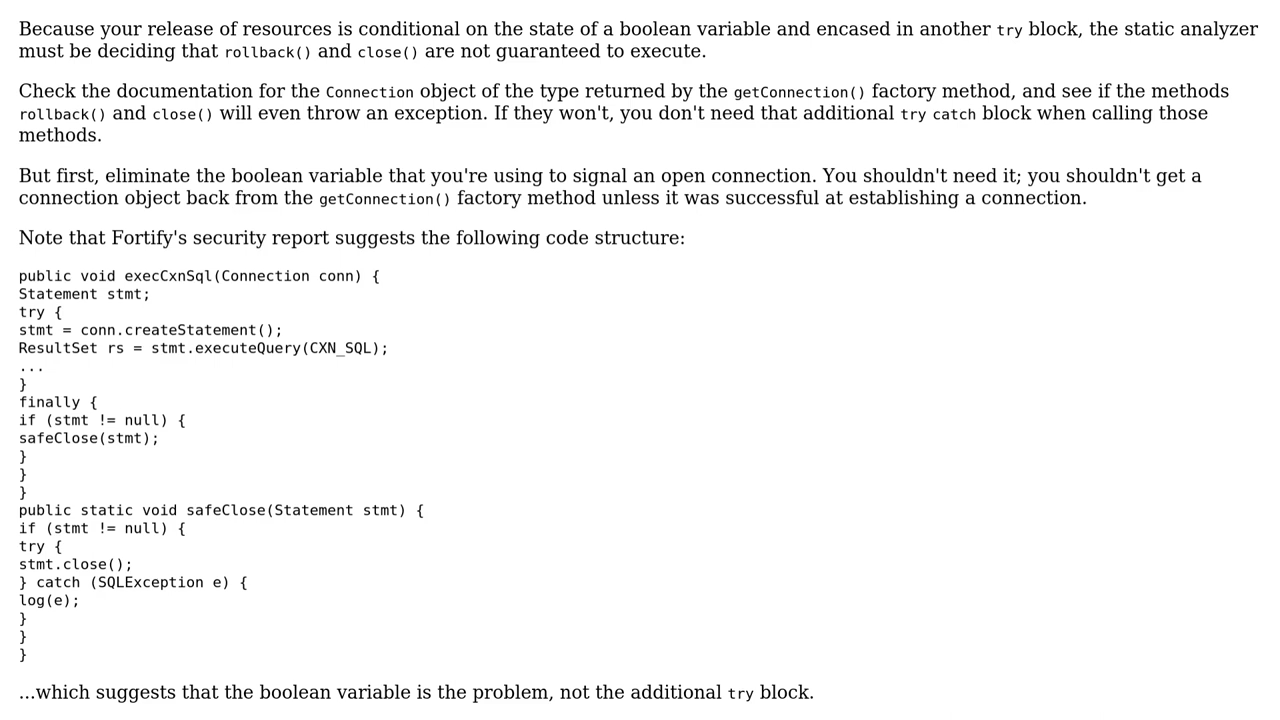 Because your release of resources is conditional on the state of a boolean variable and encased in another try block, the static analyzer
must be deciding that rollback() and close() are not guaranteed to execute.
Check the documentation for the Connection object of the type returned by the getConnection() factory method, and see if the methods
rollback() and close() will even throw an exception. If they won't, you don't need that additional try catch block when calling those
methods.
But first, eliminate the boolean variable that you're using to signal an open connection. You shouldn't need it; you shouldn't get a
connection object back from the getConnection() factory method unless it was successful at establishing a connection.
Note that Fortify's security report suggests the following code structure:
public void execCxnSql(Connection conn) {
Statement stmt;
try {
stmt = conn.createStatement();
ResultSet rs = stmt.executeQuery(CXN_SQL);
...
}
finally {
if (stmt != null) {
safeClose(stmt);
}
}
}
public static void safeClose(Statement stmt) {
if (stmt != null) {
try {
stmt.close();
} catch (SQLException e) {
log(e);
}
}
}
...which suggests that the boolean variable is the problem, not the additional try block.